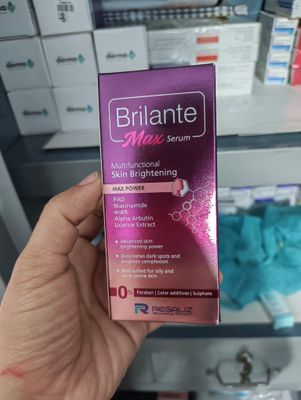 Brilante
Max Serum
Multifunctional
Skin Brightening
MAX POWER
PAD
Niacinamide
4nBR
Alpha Arbutin
Licorice Extract
• Advanced skin
brightening power
• Diminishes dark spots and
brightens complexion
• Best suited for oily and
acne prone skin
0%
Paraben | Color additives | Sulphate
REGALIZ
derma
derma